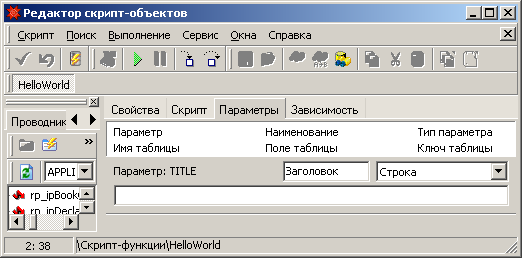 Редактор скрипт-объектов
Скрипт Поиск Выполнение Сервис Окна Справка
HelloWorld
Проводник
APPLI
rp_ipBook
rp_ipDecla
Свойства Скрипт Параметры Зависимость
Параметр Наименование Тип параметра
Имя таблицы Поле таблицы Ключ таблицы
Параметр: TITLE Заголовок Строка
2: 38 \Скрипт-функции\HelloWorld